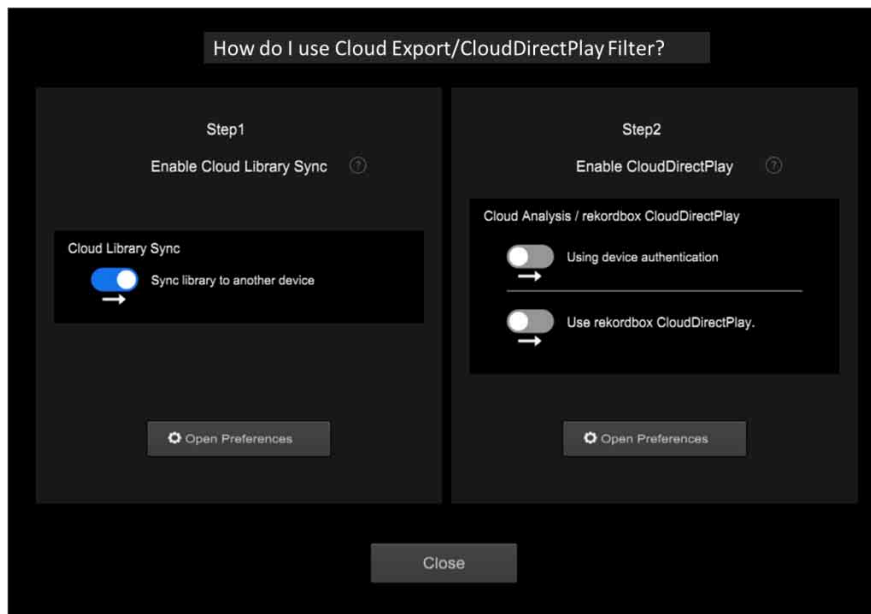 How do I use Cloud Export/CloudDirectPlay Filter?
Step1
Enable Cloud Library Sync ?
Cloud Library Sync
Sync library to another device
Open Preferences
Step2
Enable CloudDirectPlay ?
Cloud Analysis / rekordbox CloudDirectPlay
Using device authentication
Use rekordbox CloudDirectPlay.
Open Preferences
Close